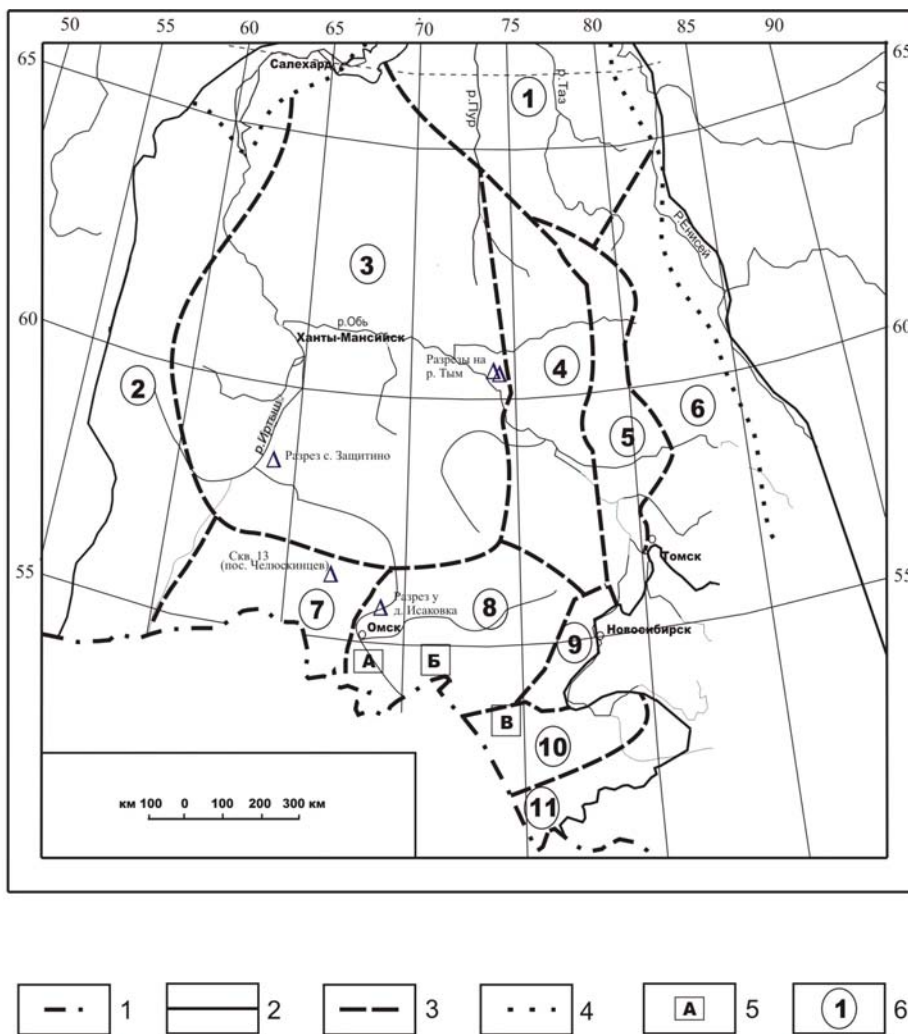 50 55 60 65 70 75 80 85 90
65 65
Салехард
р.Пур
р.Таз
1
Р.Енисей
3
60 60
р.Обь
Ханты-Мансийск
Разрезы на
р. Тым
4
2
6
5
р.Иртыш
Разрез с. Защитино
55 55
Томск
Скв. 13
(пос. Челюскинцев)
7
Разрез у
д. Исаковка
8
Омск
Новосибирск
9
А
Б
В
10
11
км 100 0 100 200 300 км
1 2 3 4 А 5 1 6